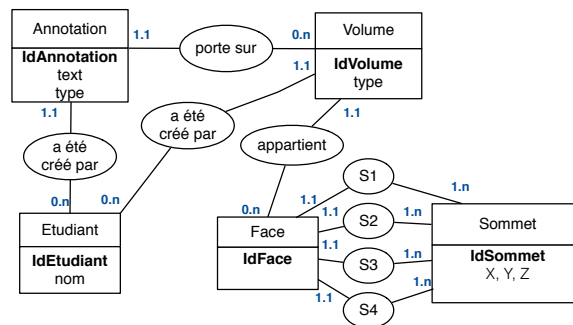 Annotation
IdAnnotation
text
type
1.1
porte sur
0.n
Volume
IdVolume
type
1.1
1.1
1.1
a été
créé par
a été
créé par
appartient
0.n
0.n
0.n
Etudiant
IdEtudiant
nom
Face
IdFace
1.1
S1
1.n
1.1
S2
1.n
1.1
S3
1.n
1.1
S4
1.n
Sommet
IdSommet
X, Y, Z